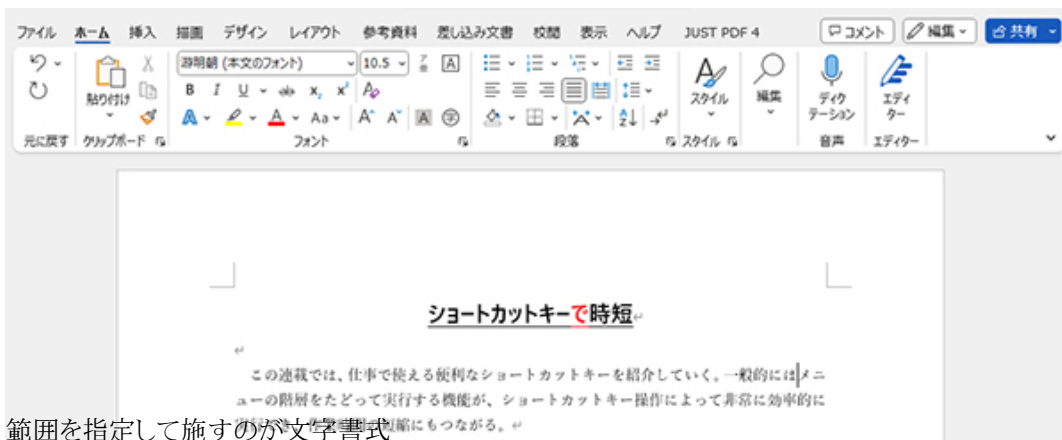 ファイル ホーム 挿入 描画 デザイン レイアウト 参考資料 差し込み文書 校閲 表示 ヘルプ JUST PDF 4 コメント 編集 共有
游明朝 (本文のフォント) 10.5
B I U ab x₂ x² A
貼り付け スタイル 編集 ディクテーション エディター
A A Aa A A A 字
元に戻す クリップボード フォント 段落 スタイル 音声 エディター
ショートカットキーで時短
この連載では、仕事で使える便利なショートカットキーを紹介していく。一般的にはメニ
ューの階層をたどって実行する機能が、ショートカットキー操作によって非常に効率的に
短縮にもつながる。
範囲を指定して施すのが文字書式